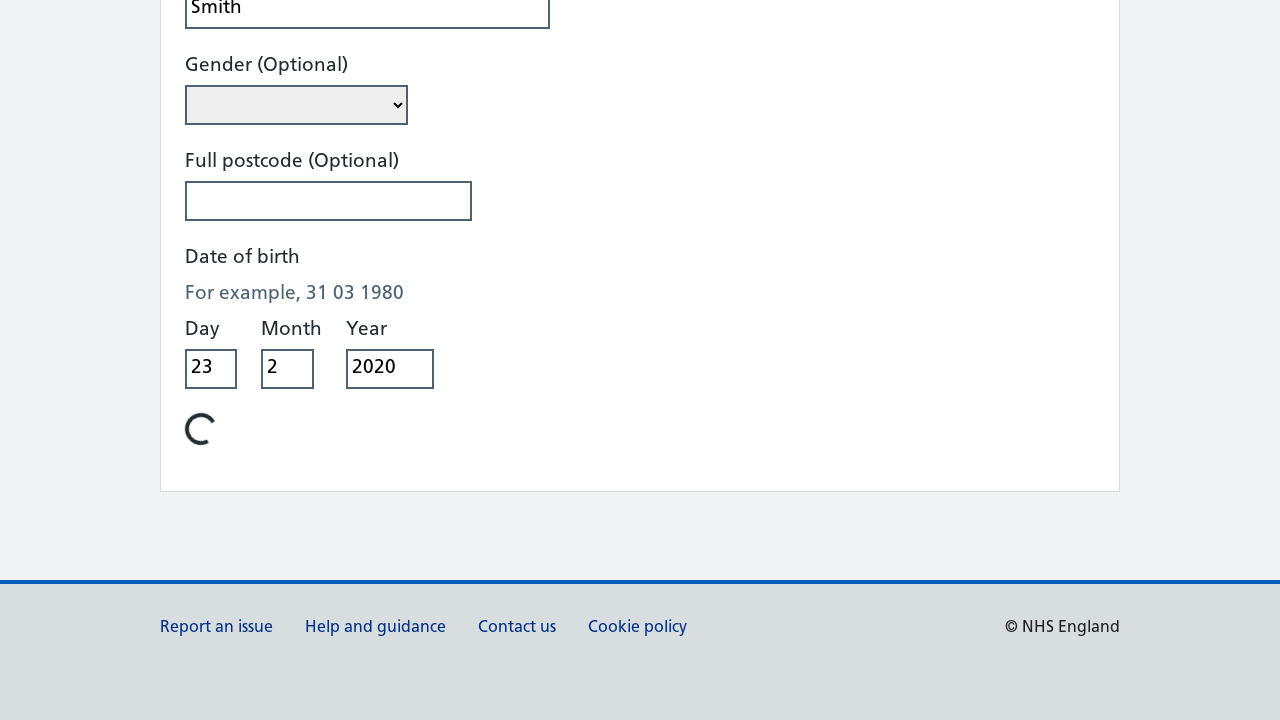 Smith
Gender (Optional)
Full postcode (Optional)
Date of birth
For example, 31 03 1980
Day Month Year
23 2 2020
Report an issue Help and guidance Contact us Cookie policy © NHS England